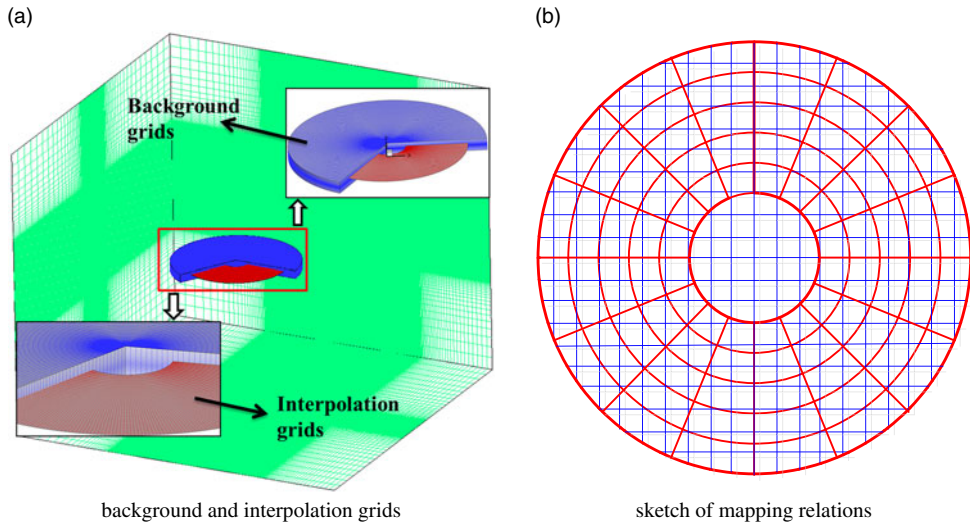 (a)
(b)
Background
grids
Interpolation
grids
background and interpolation grids
sketch of mapping relations